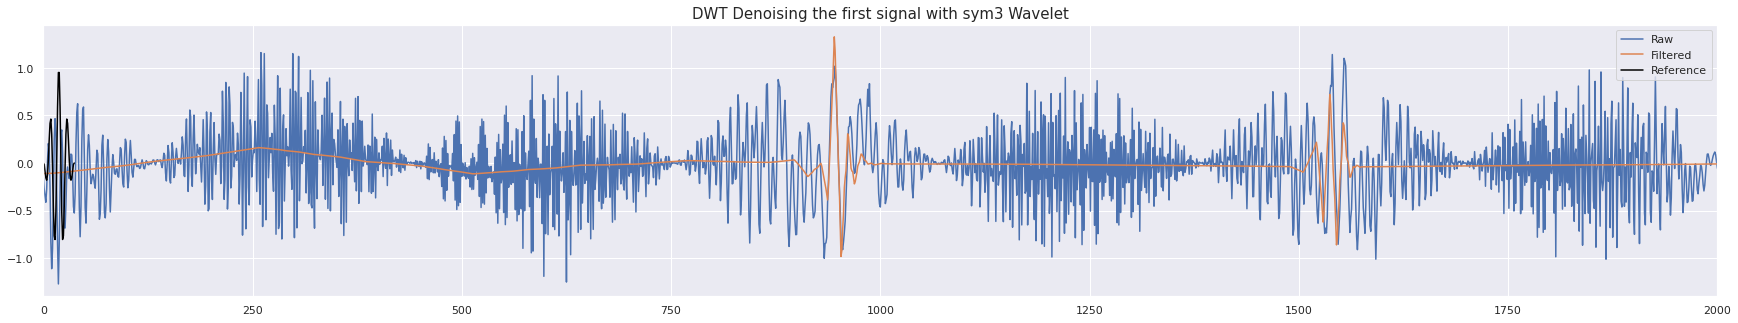 DWT Denoising the first signal with sym3 Wavelet
Raw
Filtered
Reference
1.0
0.5
0.0
−0.5
−1.0
0 250 500 750 1000 1250 1500 1750 2000